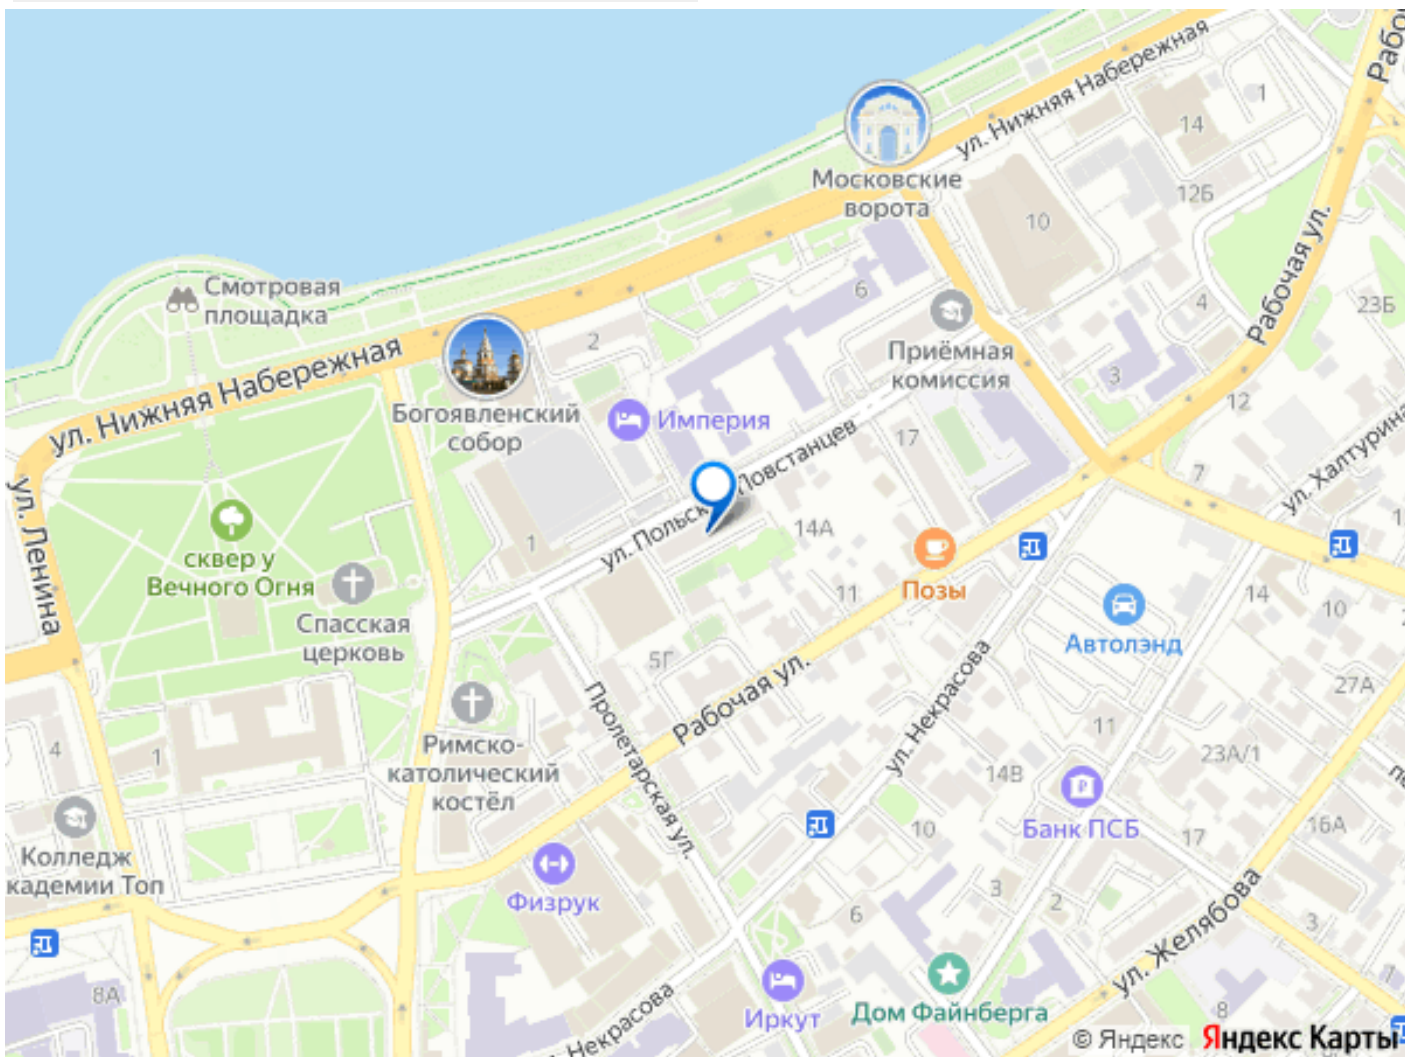 Рабо
ул. Нижняя Набережная
1
14
Московские
ворота
12Б
10
Рабочая ул.
Смотровая
площадка
6
4
23Б
2
Приёмная
комиссия
3
ул. Нижняя Набережная
Богоявленский
собор
Империя
12
17
ул. Халтурина
7
ул. Польск
Повстанцев
14А
1
ул. Ленина
сквер у
Вечного Огня
Спасская
церковь
Позы
11
Автолэнд
14
10
5Г
Рабочая ул.
ул. Некрасова
27А
Пролетарская ул.
11
23А/1
4
1
Римско-
католический
костёл
14В
Банк ПСБ
17
16А
10
Колледж
кадемии Топ
Физрук
3
2
6
3
ул. Желябова
8А
Иркут
Дом Файнберга
8
1
л. Некрасова
© Яндекс Яндекс Карты